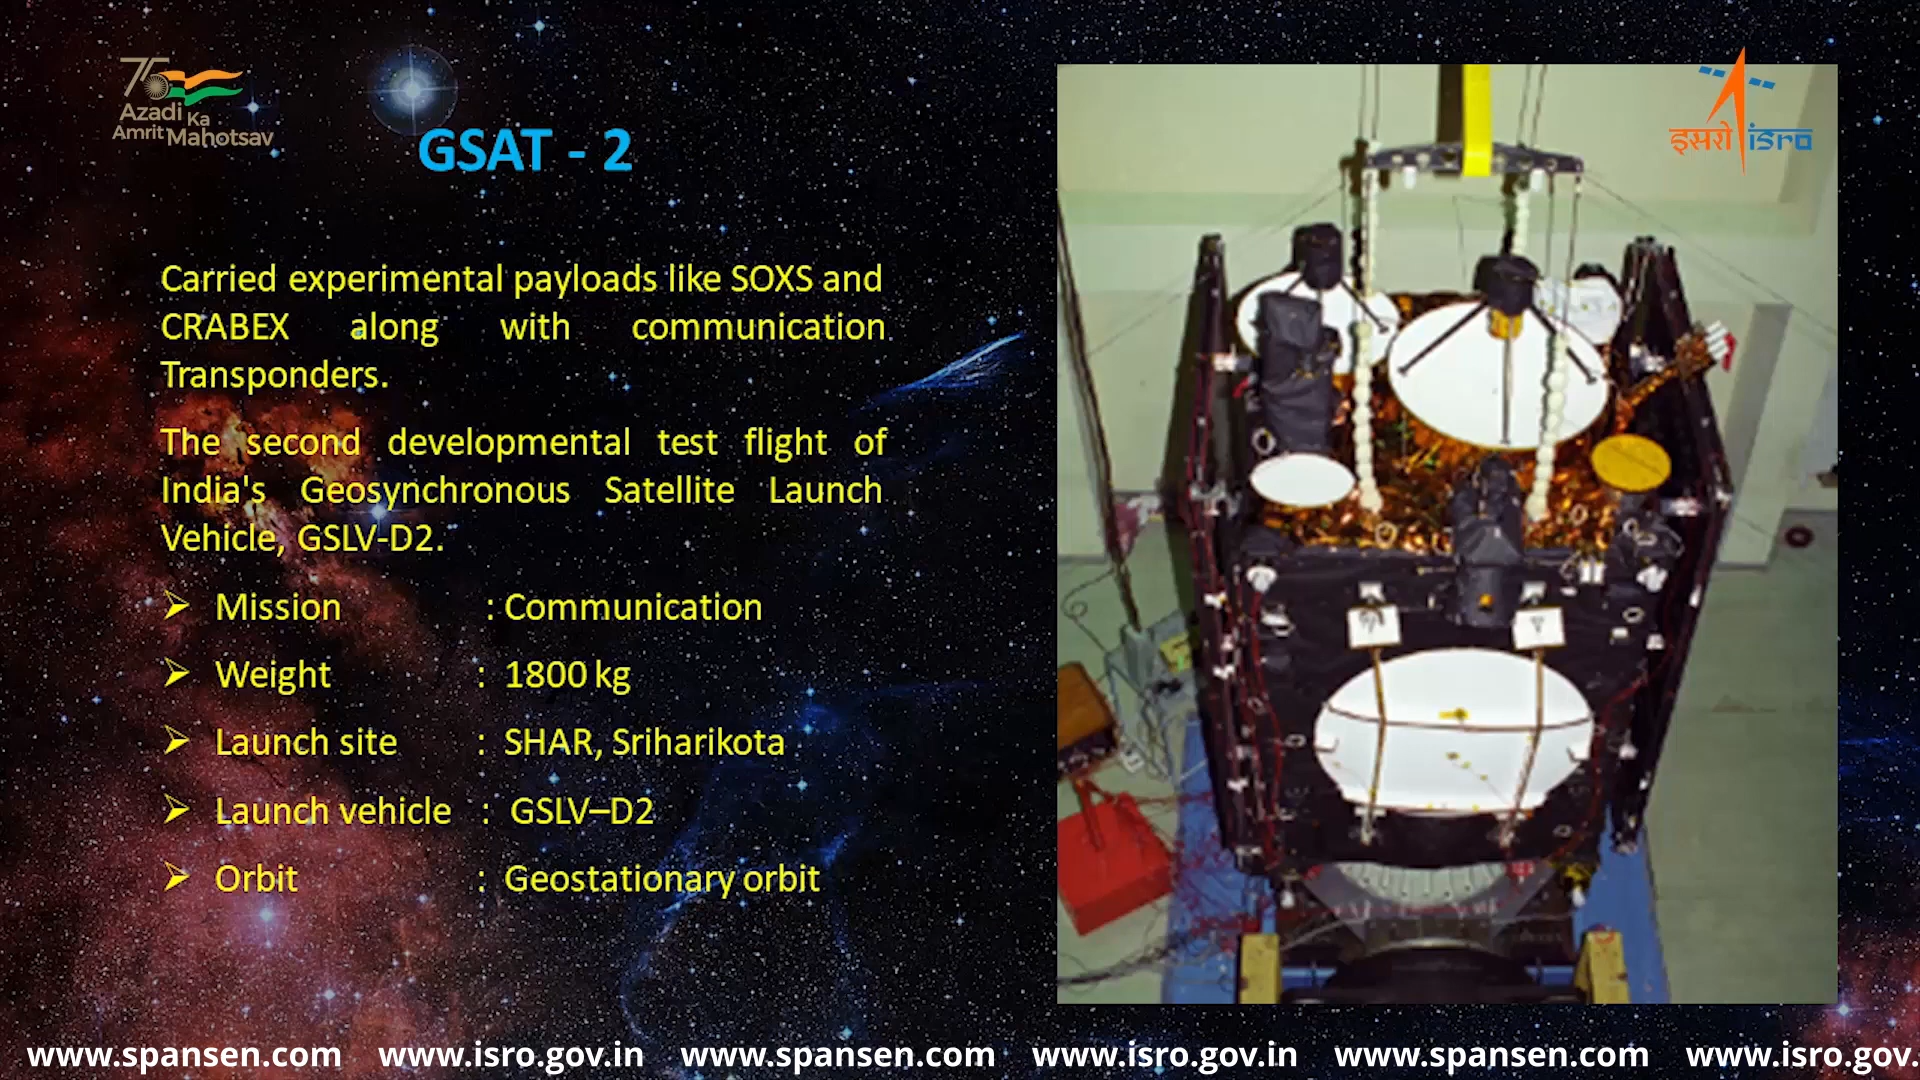 75
Azadi Ka
Amrit Mahotsav
इसरो isro
GSAT - 2
Carried experimental payloads like SOXS and
CRABEX along with communication
Transponders.
The second developmental test flight of
India's Geosynchronous Satellite Launch
Vehicle, GSLV-D2.
➢ Mission : Communication
➢ Weight : 1800 kg
➢ Launch site : SHAR, Sriharikota
➢ Launch vehicle : GSLV–D2
➢ Orbit : Geostationary orbit
www.spansen.com www.isro.gov.in www.spansen.com www.isro.gov.in www.spansen.com www.isro.gov.